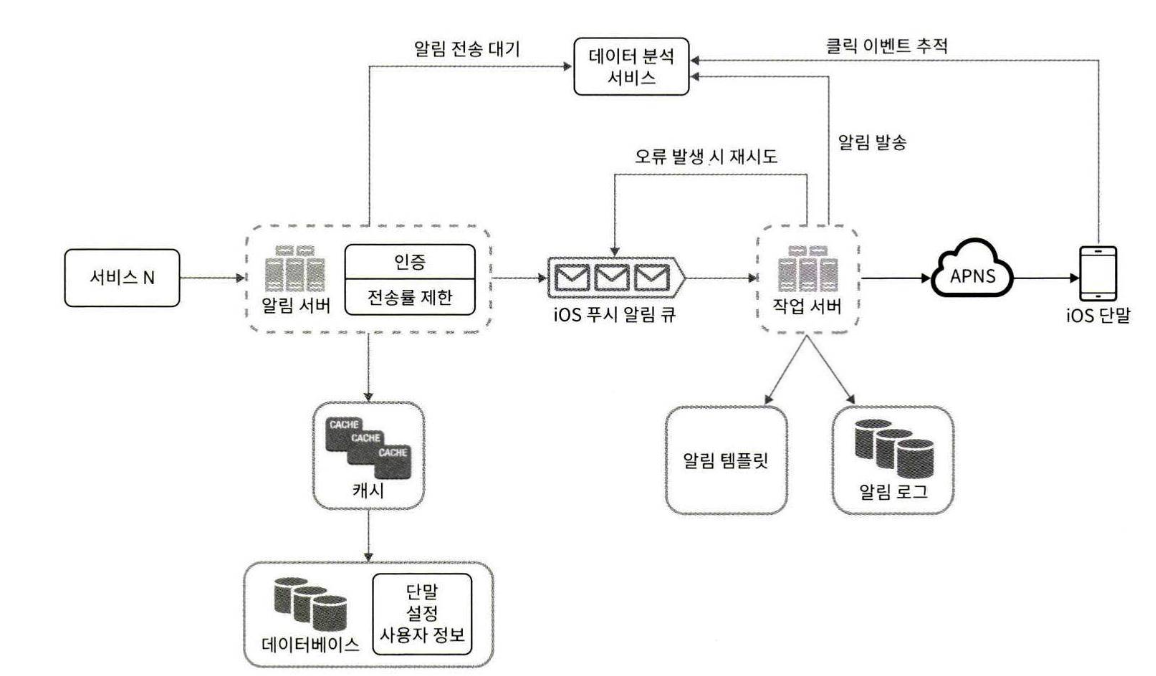 알림 전송 대기
데이터 분석
서비스
클릭 이벤트 추적
알림 발송
오류 발생 시 재시도
서비스 N
알림 서버
인증
전송률 제한
iOS 푸시 알림 큐
작업 서버
APNS
iOS 단말
CACHE
CACHE
CACHE
캐시
알림 템플릿
알림 로그
데이터베이스
단말
설정
사용자 정보